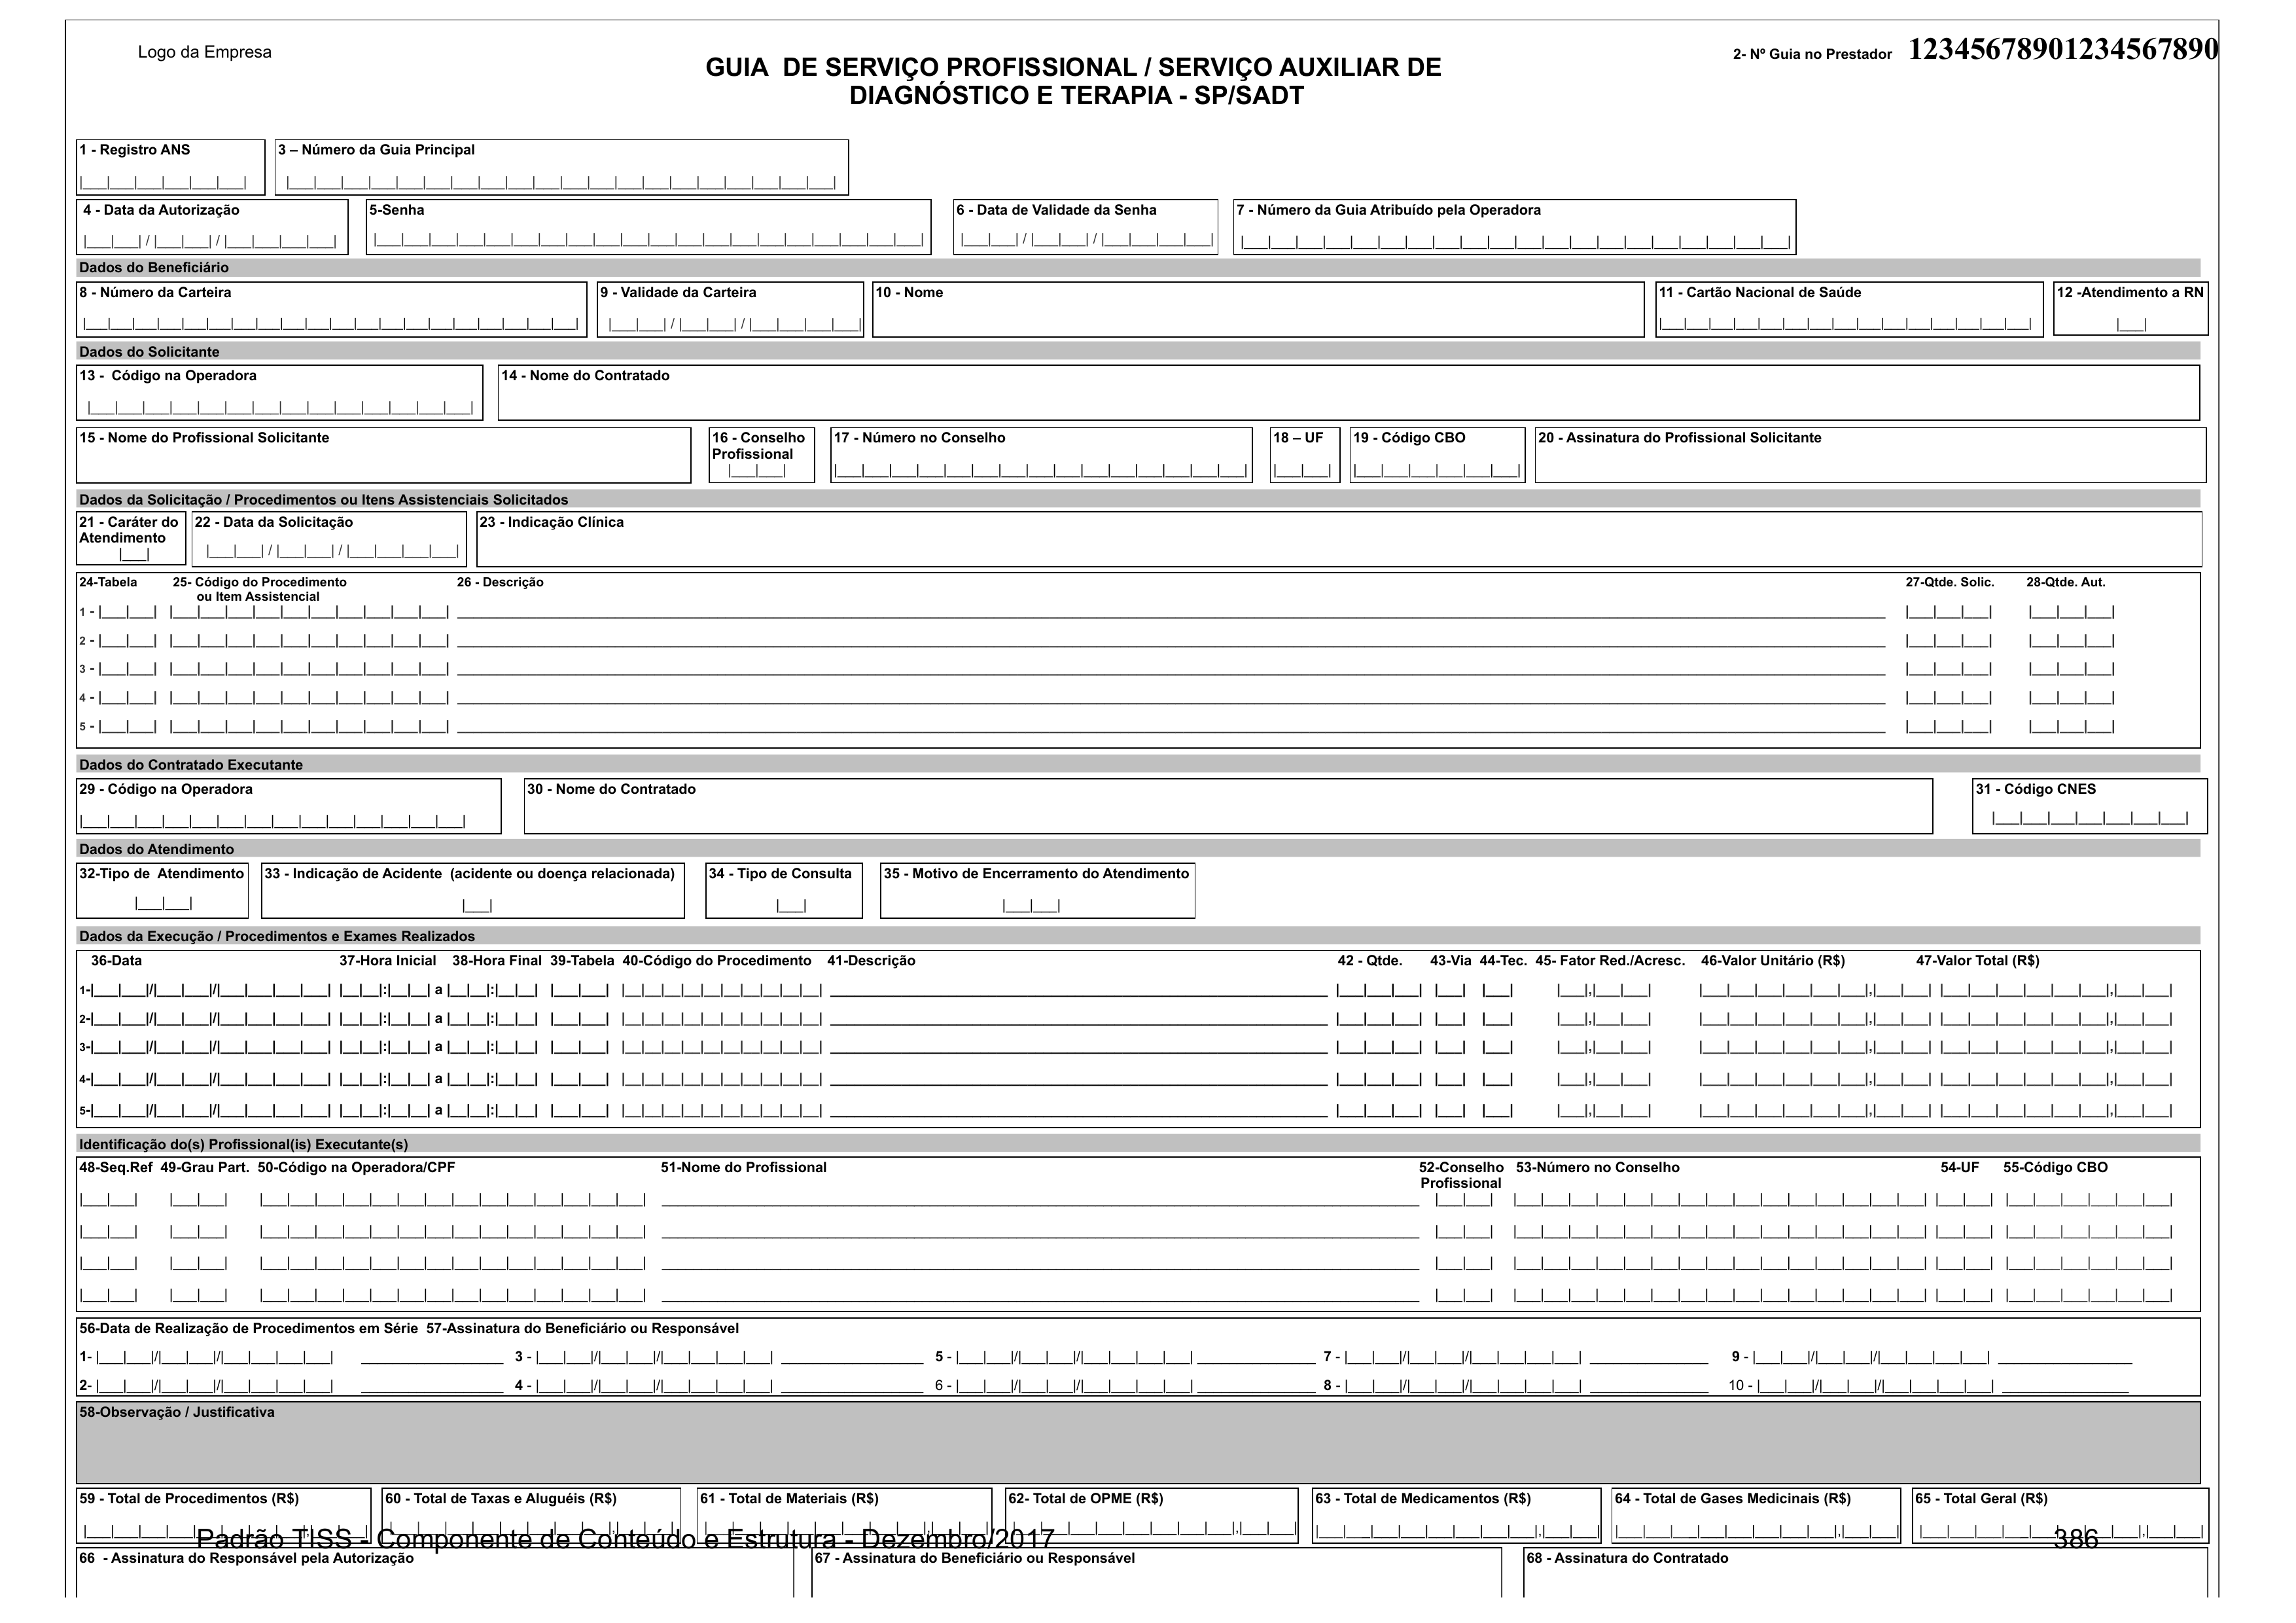 Logo da Empresa
GUIA DE SERVIÇO PROFISSIONAL / SERVIÇO AUXILIAR DE
DIAGNÓSTICO E TERAPIA - SP/SADT
2- Nº Guia no Prestador 12345678901234567890
1 - Registro ANS
3 – Número da Guia Principal
4 - Data da Autorização
5-Senha
6 - Data de Validade da Senha
7 - Número da Guia Atribuído pela Operadora
Dados do Beneficiário
8 - Número da Carteira
9 - Validade da Carteira
10 - Nome
11 - Cartão Nacional de Saúde
12 -Atendimento a RN
Dados do Solicitante
13 - Código na Operadora
14 - Nome do Contratado
15 - Nome do Profissional Solicitante
16 - Conselho
Profissional
17 - Número no Conselho
18 – UF
19 - Código CBO
20 - Assinatura do Profissional Solicitante
Dados da Solicitação / Procedimentos ou Itens Assistenciais Solicitados
21 - Caráter do
Atendimento
22 - Data da Solicitação
23 - Indicação Clínica
24-Tabela
25- Código do Procedimento
ou Item Assistencial
26 - Descrição
27-Qtde. Solic.
28-Qtde. Aut.
1 -
2 -
3 -
4 -
5 -
Dados do Contratado Executante
29 - Código na Operadora
30 - Nome do Contratado
31 - Código CNES
Dados do Atendimento
32-Tipo de Atendimento
33 - Indicação de Acidente (acidente ou doença relacionada)
34 - Tipo de Consulta
35 - Motivo de Encerramento do Atendimento
Dados da Execução / Procedimentos e Exames Realizados
36-Data 37-Hora Inicial 38-Hora Final 39-Tabela 40-Código do Procedimento 41-Descrição 42 - Qtde. 43-Via 44-Tec. 45- Fator Red./Acresc. 46-Valor Unitário (R$) 47-Valor Total (R$)
1- a
2- a
3- a
4- a
5- a
Identificação do(s) Profissional(is) Executante(s)
48-Seq.Ref 49-Grau Part. 50-Código na Operadora/CPF 51-Nome do Profissional
52-Conselho
Profissional
53-Número no Conselho 54-UF 55-Código CBO
56-Data de Realização de Procedimentos em Série 57-Assinatura do Beneficiário ou Responsável
1- 3 - 5 - 7 - 9 -
2- 4 - 6 - 8 - 10 -
58-Observação / Justificativa
59 - Total de Procedimentos (R$)
60 - Total de Taxas e Aluguéis (R$)
61 - Total de Materiais (R$)
62- Total de OPME (R$)
63 - Total de Medicamentos (R$)
64 - Total de Gases Medicinais (R$)
65 - Total Geral (R$)
Padrão TISS - Componente de Conteúdo e Estrutura - Dezembro/2017 386
66 - Assinatura do Responsável pela Autorização
67 - Assinatura do Beneficiário ou Responsável
68 - Assinatura do Contratado